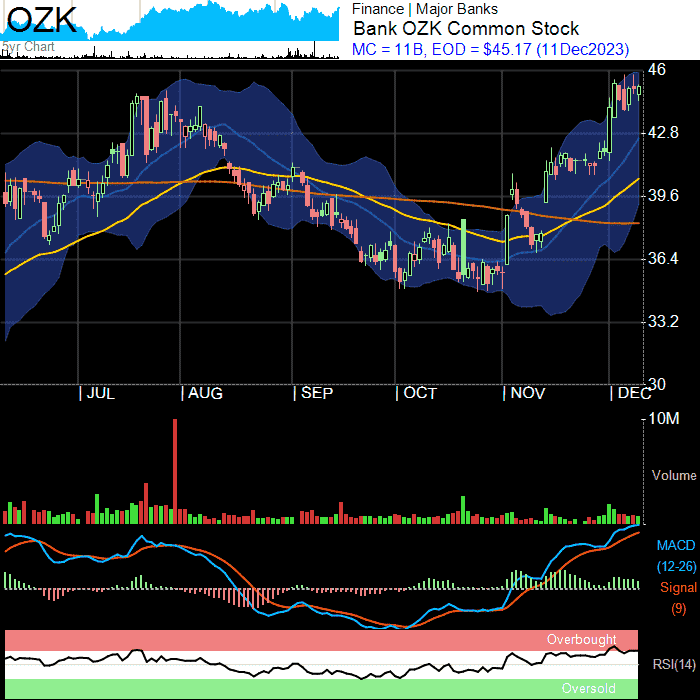 OZK
5yr Chart
Finance | Major Banks
Bank OZK Common Stock
MC = 11B, EOD = $45.17 (11Dec2023)
46
42.8
39.6
36.4
33.2
30
|JUL |AUG |SEP |OCT |NOV |DEC
10M
Volume
MACD
(12-26)
Signal
(9)
Overbought
RSI(14)
Oversold